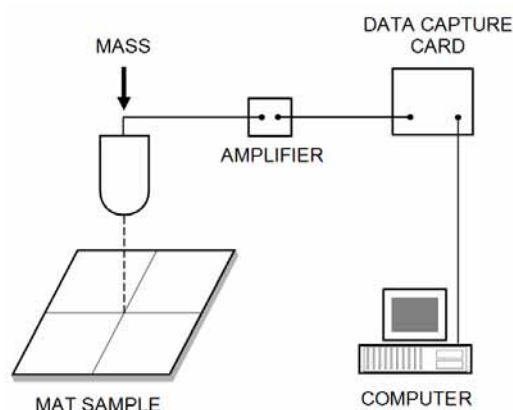 MASS
DATA CAPTURE
CARD
AMPLIFIER
MAT SAMPLE
COMPUTER